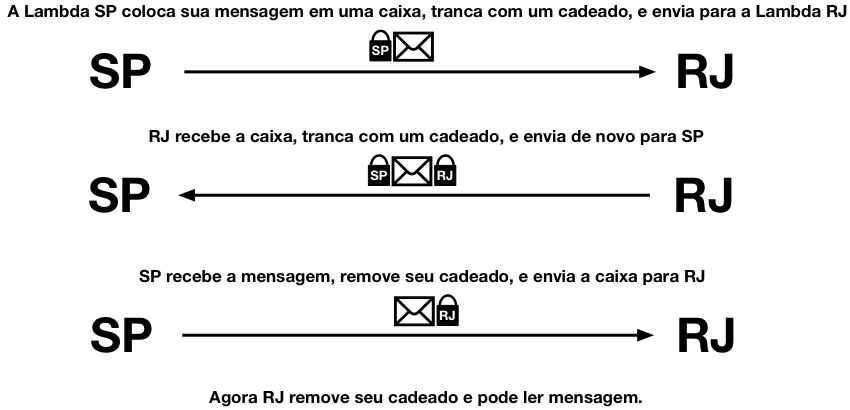 A Lambda SP coloca sua mensagem em uma caixa, tranca com um cadeado, e envia para a Lambda RJ
SP
SP
RJ
RJ recebe a caixa, tranca com um cadeado, e envia de novo para SP
SP
RJ
SP
RJ
SP recebe a mensagem, remove seu cadeado, e envia a caixa para RJ
RJ
SP
RJ
Agora RJ remove seu cadeado e pode ler mensagem.